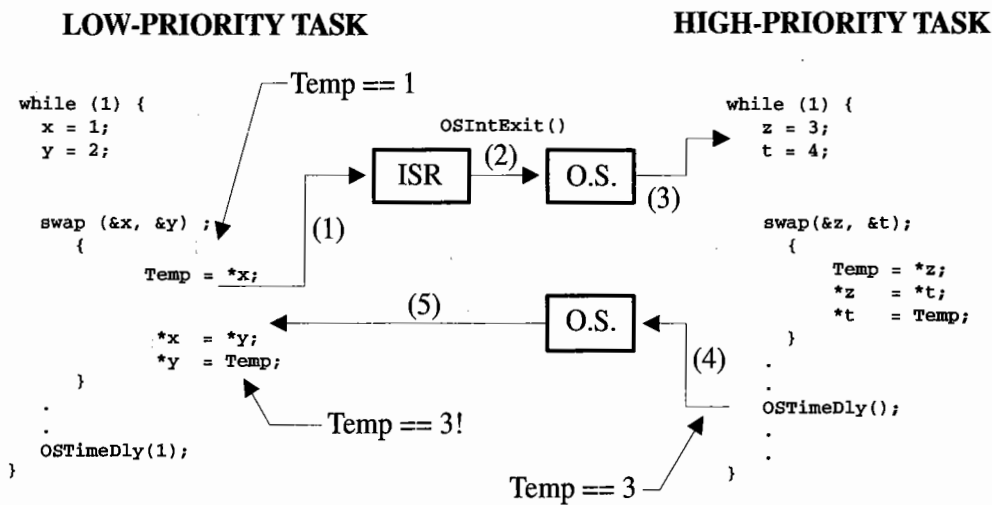 LOW-PRIORITY TASK
HIGH-PRIORITY TASK
Temp == 1
while (1) {
x = 1;
y = 2;
swap (&x, &y) ;
{
Temp = *x;
*x = *y;
*y = Temp;
}
.
.
OSTimeDly(1);
}
(1)
ISR
OSIntExit()
(2)
O.S.
(3)
while (1) {
z = 3;
t = 4;
swap(&z, &t);
{
Temp = *z;
*z = *t;
*t = Temp;
}
.
.
OSTimeDly();
.
.
}
(4)
O.S.
(5)
Temp == 3!
Temp == 3